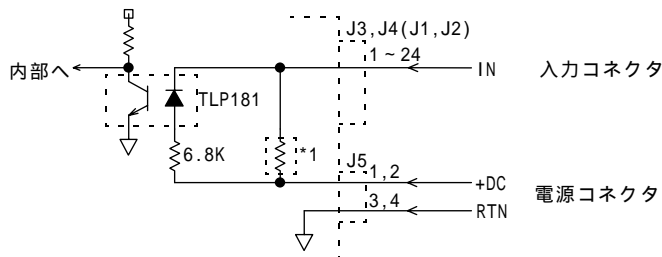 J3,J4(J1,J2)
1~24
IN
入力コネクタ
内部へ
TLP181
6.8K
*1
J5
1,2
+DC
3,4
RTN
電源コネクタ